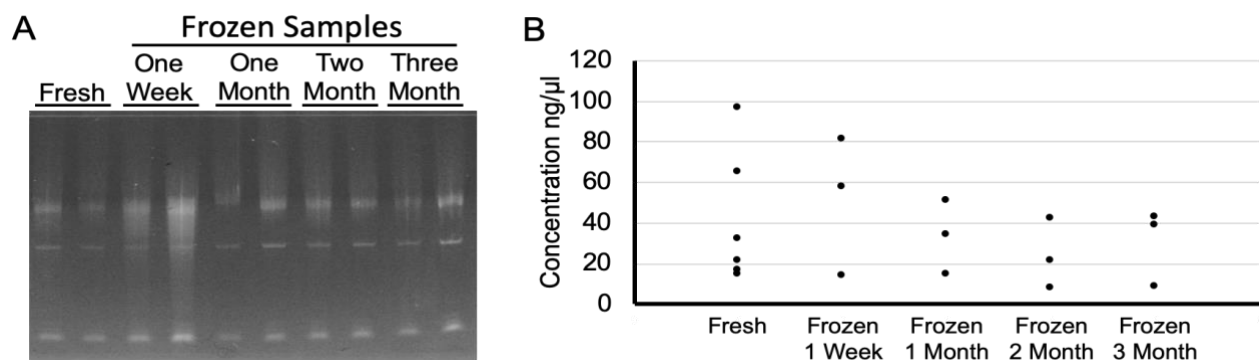 A
Frozen Samples
Fresh
One
Week
One
Month
Two
Month
Three
Month
B
Concentration ng/µl
120
100
80
60
40
20
0
Fresh
Frozen
1 Week
Frozen
1 Month
Frozen
2 Month
Frozen
3 Month